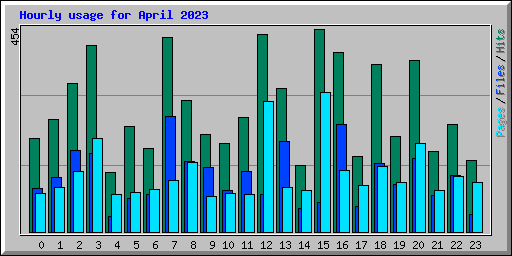 Hourly usage for April 2023
454
Pages / Files / Hits
0 1 2 3 4 5 6 7 8 9 10 11 12 13 14 15 16 17 18 19 20 21 22 23